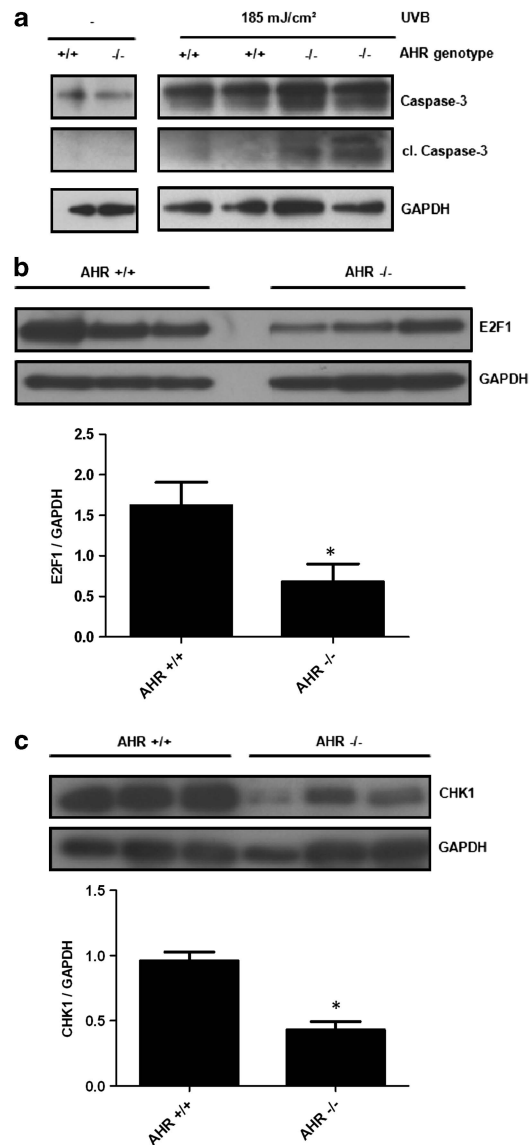 a
- 185 mJ/cm² UVB
+/+ -/- +/+ +/+ -/- -/- AHR genotype
Caspase-3
cl. Caspase-3
GAPDH
b
AHR +/+ AHR -/-
E2F1
GAPDH
2.5
2.0
1.5
1.0
0.5
0.0
E2F1 / GAPDH
*
AHR +/+ AHR -/-
c
AHR +/+ AHR -/-
CHK1
GAPDH
1.5
1.0
0.5
0.0
CHK1 / GAPDH
*
AHR +/+ AHR -/-